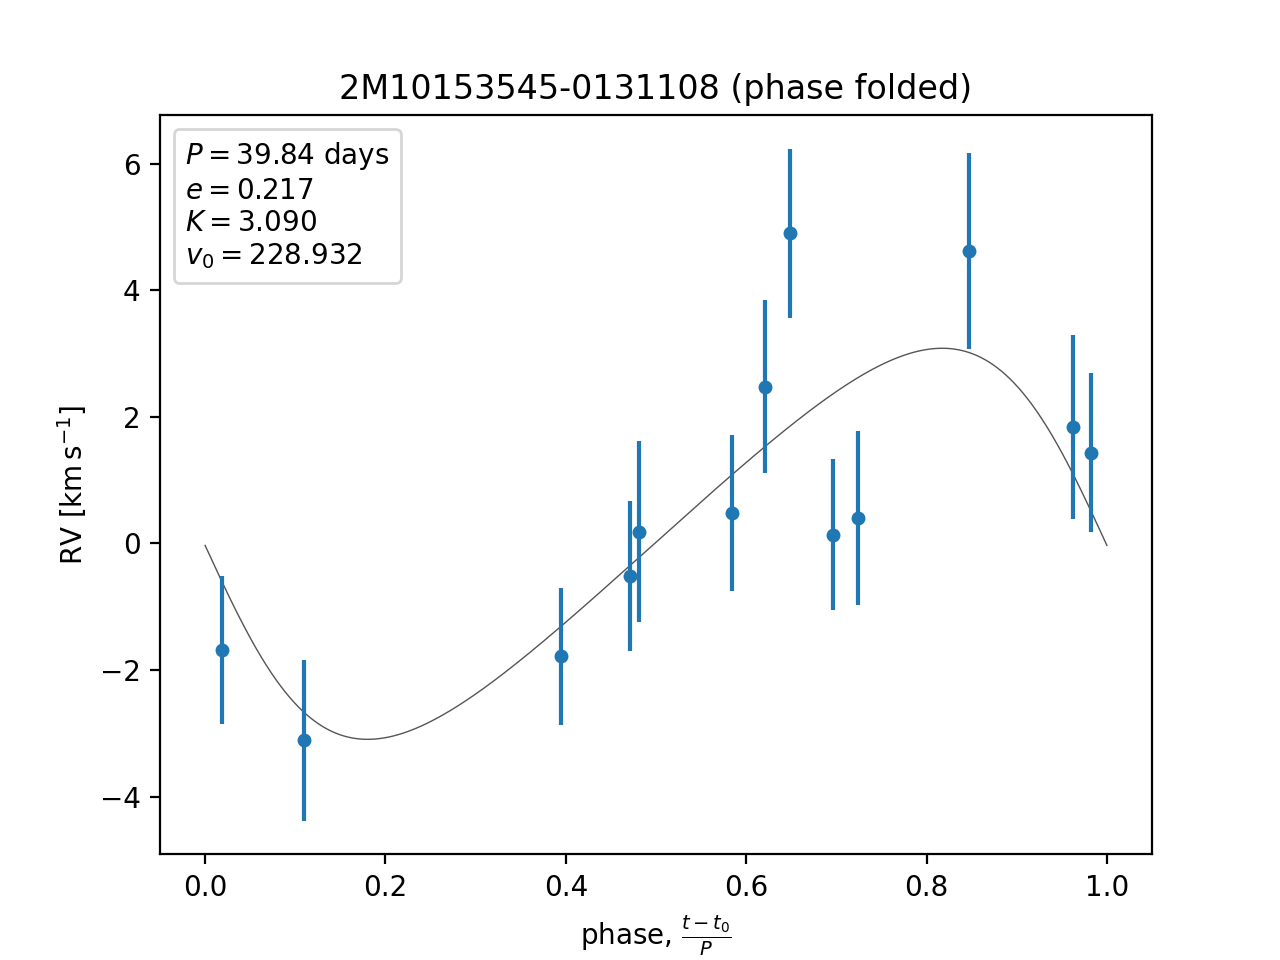 2M10153545-0131108 (phase folded)
P = 39.84 days
e = 0.217
K = 3.090
v₀ = 228.932
RV [km s⁻¹]
6
4
2
0
−2
−4
0.0 0.2 0.4 0.6 0.8 1.0
phase, (t − t₀)/P